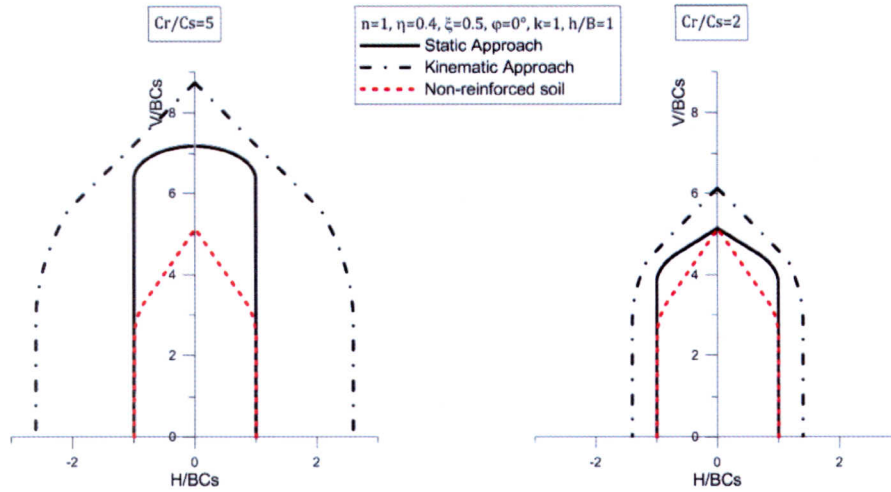 Cr/Cs=5
n=1, η=0.4, ξ=0.5, φ=0°, k=1, h/B=1
Static Approach
Kinematic Approach
Non-reinforced soil
Cr/Cs=2
V/BCs
8
6
4
2
0
-2
0
2
H/BCs
V/BCs
8
6
4
2
0
-2
0
2
H/BCs